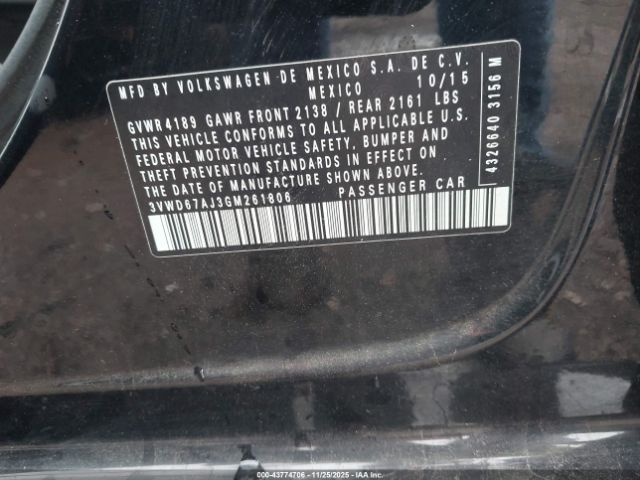 MFD BY VOLKSWAGEN DE MEXICO S.A. DE C.V.
MEXICO 10/15
GVWR 4189 GAWR FRONT 2138 / REAR 2161 LBS
THIS VEHICLE CONFORMS TO ALL APPLICABLE U.S.
FEDERAL MOTOR VEHICLE SAFETY, BUMPER AND
THEFT PREVENTION STANDARDS IN EFFECT ON
THE DATE OF MANUFACTURE SHOWN ABOVE.
3VWD67AJ3GM261806 PASSENGER CAR
4326640 3156 M
000-43774706 - 11/25/2025 - IAA Inc.